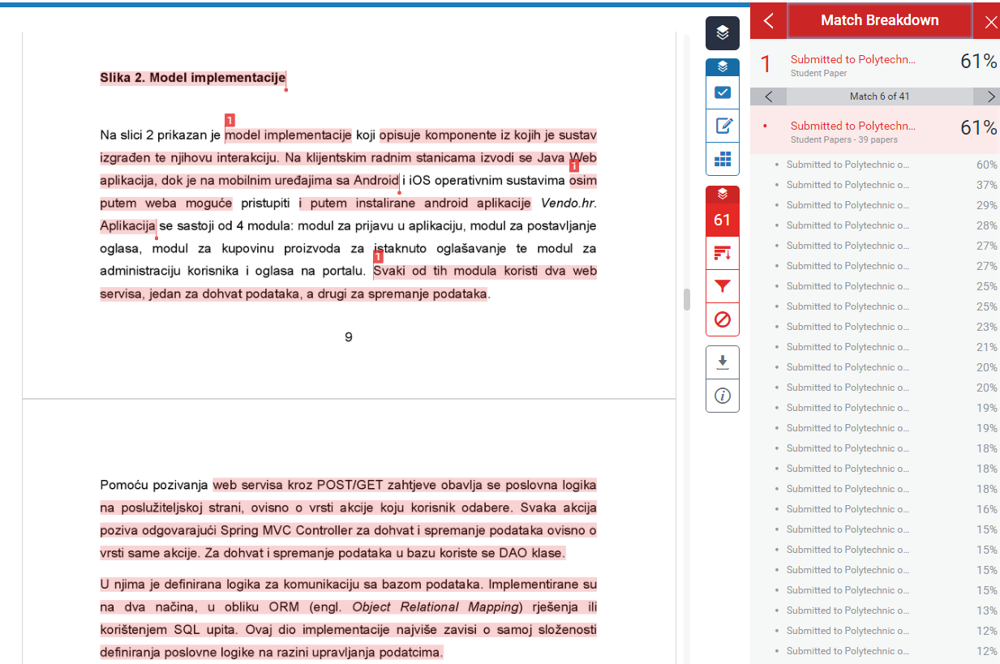 Slika 2. Model implementacije
1
Na slici 2 prikazan je model implementacije koji opisuje komponente iz kojih je sustav
izgrađen te njihovu interakciju. Na klijentskim radnim stanicama izvodi se Java Web
1
aplikacija, dok je na mobilnim uređajima sa Android i iOS operativnim sustavima osim
putem weba moguće pristupiti i putem instalirane android aplikacije Vendo.hr.
Aplikacija se sastoji od 4 modula: modul za prijavu u aplikaciju, modul za postavljanje
oglasa, modul za kupovinu proizvoda za istaknuto oglašavanje te modul za
1
administraciju korisnika i oglasa na portalu. Svaki od tih modula koristi dva web
servisa, jedan za dohvat podataka, a drugi za spremanje podataka.
9
Pomoću pozivanja web servisa kroz POST/GET zahtjeve obavlja se poslovna logika
na poslužiteljskoj strani, ovisno o vrsti akcije koju korisnik odabere. Svaka akcija
poziva odgovarajući Spring MVC Controller za dohvat i spremanje podataka ovisno o
vrsti same akcije. Za dohvat i spremanje podataka u bazu koriste se DAO klase.
U njima je definirana logika za komunikaciju sa bazom podataka. Implementirane su
na dva načina, u obliku ORM (engl. Object Relational Mapping) rješenja ili
korištenjem SQL upita. Ovaj dio implementacije najviše zavisi o samoj složenosti
definiranja poslovne logike na razini upravljanja podatcima.
61
Match Breakdown
1 Submitted to Polytechn... 61%
Student Paper
Match 6 of 41
Submitted to Polytechn... 61%
Student Papers - 39 papers
Submitted to Polytechnic o... 60%
Submitted to Polytechnic o... 37%
Submitted to Polytechnic o... 29%
Submitted to Polytechnic o... 28%
Submitted to Polytechnic o... 27%
Submitted to Polytechnic o... 27%
Submitted to Polytechnic o... 25%
Submitted to Polytechnic o... 25%
Submitted to Polytechnic o... 23%
Submitted to Polytechnic o... 21%
Submitted to Polytechnic o... 20%
Submitted to Polytechnic o... 20%
Submitted to Polytechnic o... 19%
Submitted to Polytechnic o... 19%
Submitted to Polytechnic o... 18%
Submitted to Polytechnic o... 18%
Submitted to Polytechnic o... 18%
Submitted to Polytechnic o... 16%
Submitted to Polytechnic o... 15%
Submitted to Polytechnic o... 15%
Submitted to Polytechnic o... 15%
Submitted to Polytechnic o... 15%
Submitted to Polytechnic o... 13%
Submitted to Polytechnic o... 12%
Submitted to Polytechnic o... 12%